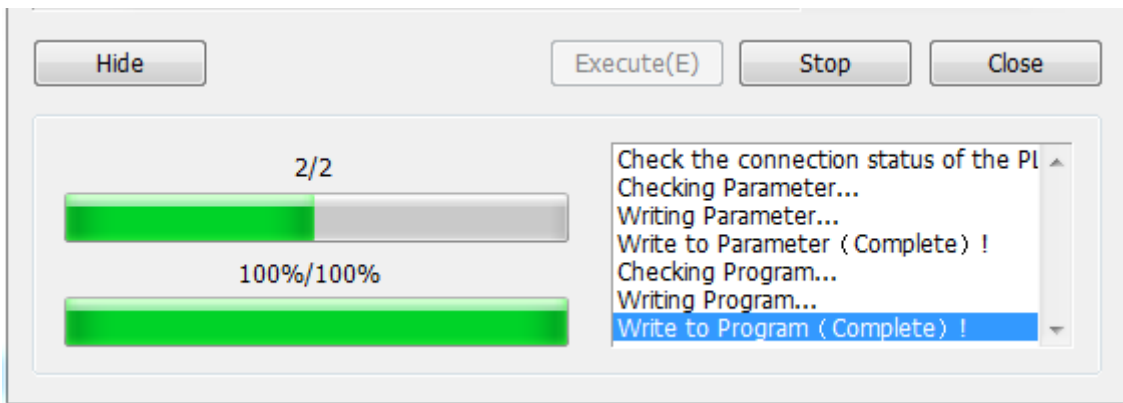 Hide
Execute(E)
Stop
Close
2/2
100%/100%
Check the connection status of the
Checking Parameter...
Writing Parameter...
Write to Parameter（Complete）!
Checking Program...
Writing Program...
Write to Program（Complete）!